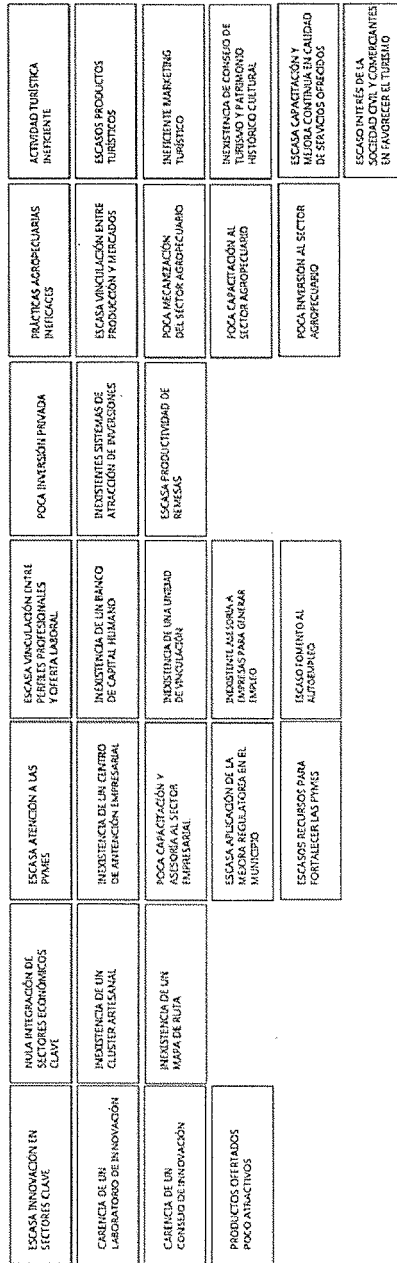 ESCASA INNOVACIÓN EN
SECTORES CLAVE
CARENCIA DE UN
LABORATORIO DE INNOVACIÓN
CARENCIA DE UN
CONSEJO DE INNOVACIÓN
PRODUCTOS OFERTADOS
POCO ATRACTIVOS
NULA INTEGRACIÓN DE
SECTORES ECONÓMICOS
CLAVE
INEXISTENCIA DE UN
CLUSTER ARTESANAL
INEXISTENCIA DE UN
MAPA DE RUTA
ESCASA ATENCIÓN A LAS
PYMES
INEXISTENCIA DE UN CENTRO
DE ANTENCIÓN EMPRESARIAL
POCA CAPACITACIÓN Y
ASESORÍA AL SECTOR
EMPRESARIAL
ESCASA APLICACIÓN DE LA
MEJORA REGULATORIA EN EL
MUNICIPIO
ESCASOS RECURSOS PARA
FORTALECER LAS PYMES
ESCASA VINCULACIÓN ENTRE
PERFILES PROFESIONALES
Y OFERTA LABORAL
INEXISTENCIA DE UN BANCO
DE CAPITAL HUMANO
INEXISTENCIA DE UNA UNIDAD
DE VINCULACIÓN
INEXISTENTE ASESORÍA A
EMPRESAS PARA GENERAR
EMPLEO
ESCASO FOMENTO AL
AUTOEMPLEO
POCA INVERSIÓN PRIVADA
INEXISTENTES SISTEMAS DE
ATRACCIÓN DE INVERSIONES
ESCASA PRODUCTIVIDAD DE
REMESAS
PRÁCTICAS AGROPECUARIAS
INEFICACES
ESCASA VINCULACIÓN ENTRE
PRODUCCIÓN Y MERCADOS
POCA MECANIZACIÓN
DEL SECTOR AGROPECUARIO
POCA CAPACITACIÓN AL
SECTOR AGROPECUARIO
POCA INVERSIÓN AL SECTOR
AGROPECUARIO
ACTIVIDAD TURÍSTICA
INEFICIENTE
ESCASOS PRODUCTOS
TURÍSTICOS
INEFICIENTE MARKETING
TURÍSTICO
INEXISTENCIA DE CONSEJO DE
TURISMO Y PATRIMONIO
HISTÓRICO CULTURAL
ESCASA CAPACITACIÓN Y
MEJORA CONTINUA EN CALIDAD
DE SERVICIOS OFRECIDOS
ESCASO INTERÉS DE LA
SOCIEDAD CIVIL Y COMERCIANTES
EN FAVORECER EL TURISMO